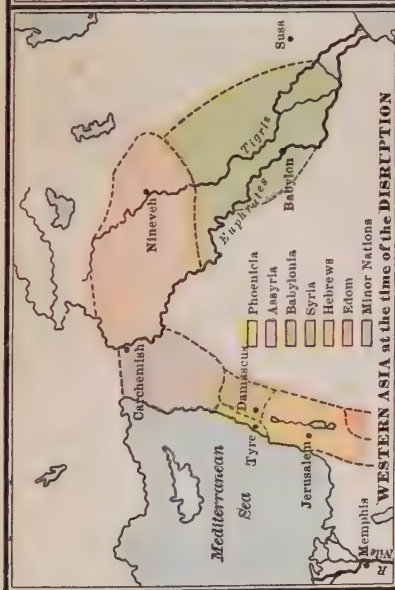 Susa
Tigris
Nineveh
Euphrates
Babylon
Carchemish
Phoenicia
Assyria
Babylonia
Syria
Hebrews
Edom
Minor Nations
Damascus
Tyre
Mediterranean
Sea
Jerusalem
Memphis
R
Nile
WESTERN ASIA at the time of the DISRUPTION